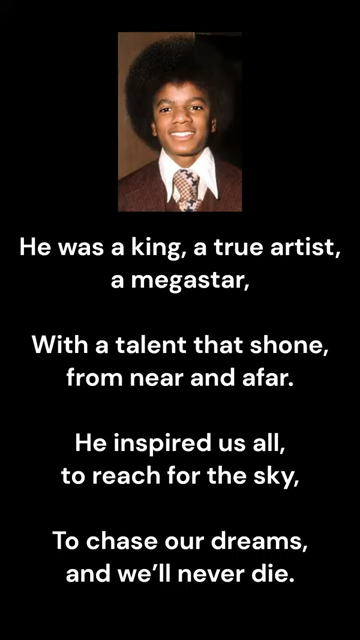 He was a king, a true artist,
a megastar,
With a talent that shone,
from near and afar.
He inspired us all,
to reach for the sky,
To chase our dreams,
and we’ll never die.